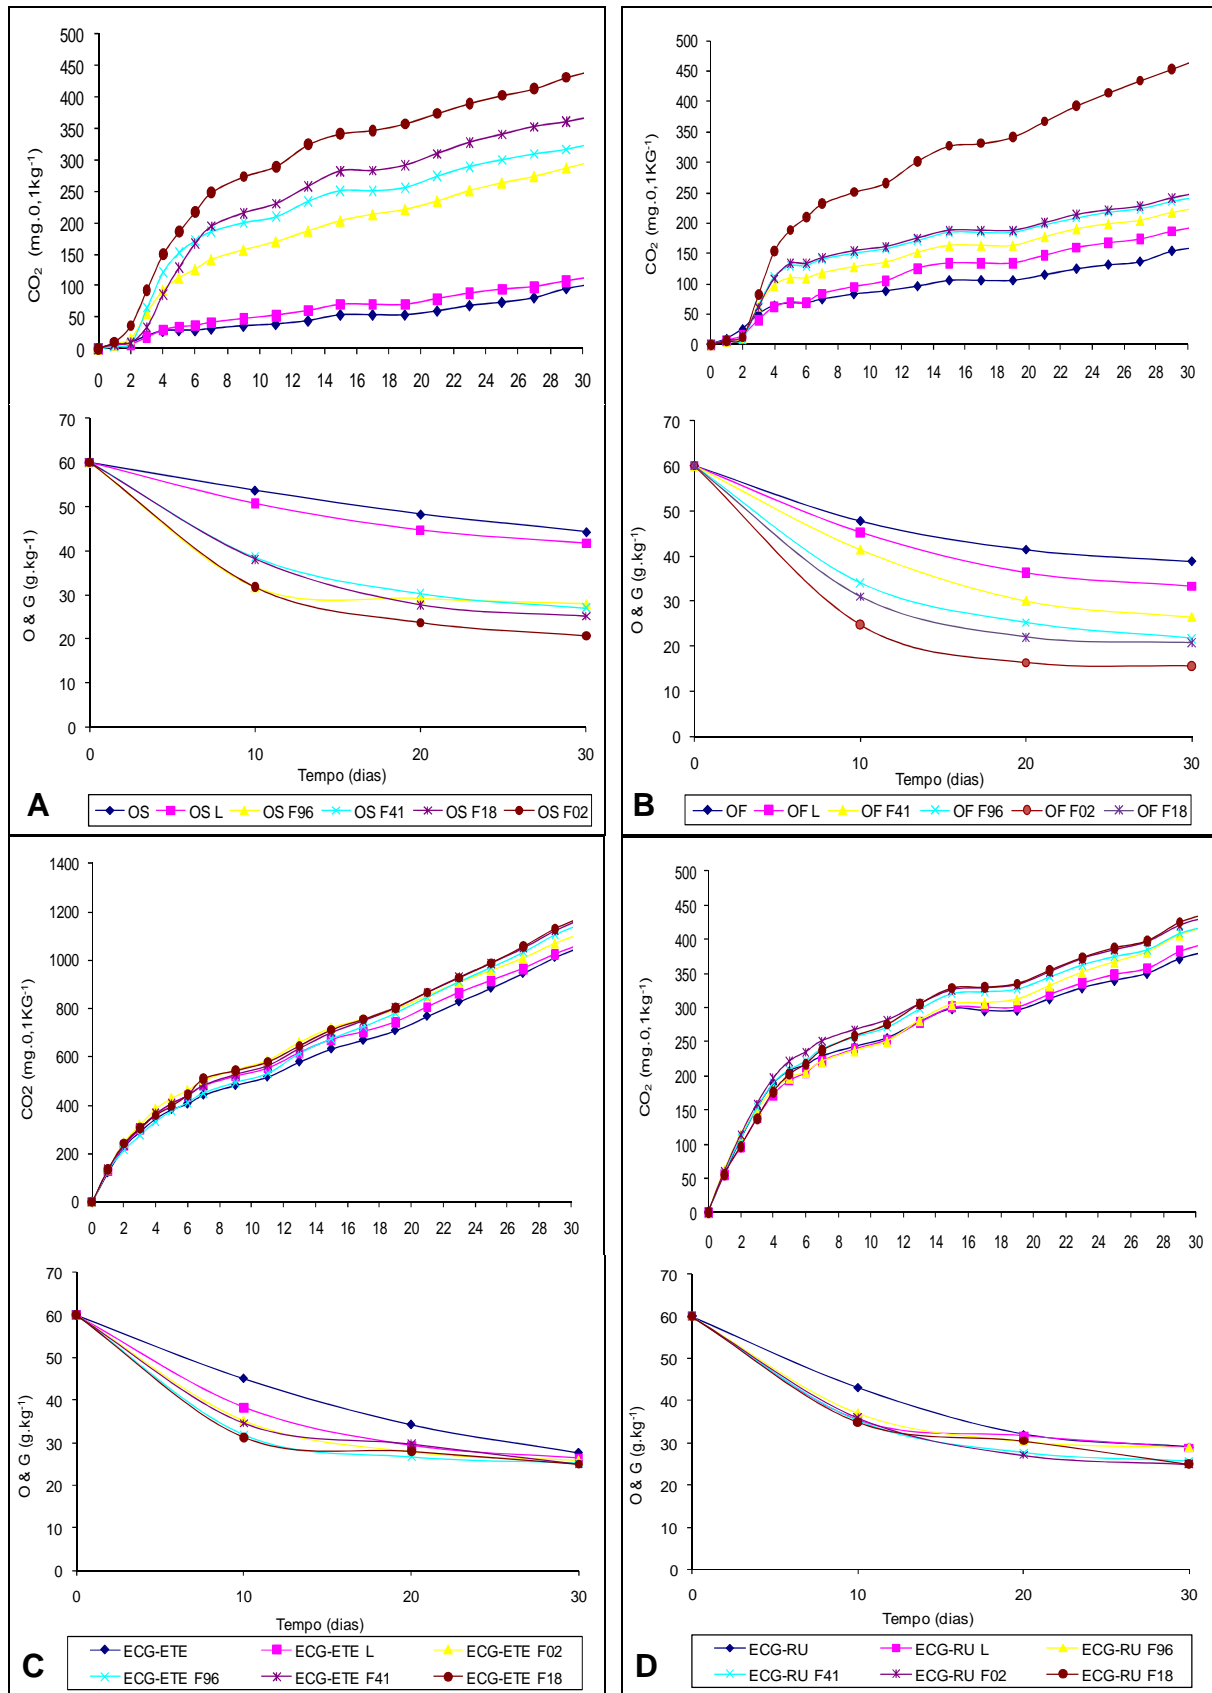 500
450
400
350
300
250
200
150
100
50
0
CO₂ (mg.0,1kg⁻¹)
0 2 4 6 8 10 12 14 16 18 20 22 24 26 28 30
70
60
50
40
30
20
10
0
O & G (g.kg-1)
0 10 20 30
Tempo (dias)
A
OS OS L OS F96 OS F41 OS F18 OS F02
500
450
400
350
300
250
200
150
100
50
0
CO₂ (mg.0,1KG⁻¹)
0 2 4 6 8 10 12 14 16 18 20 22 24 26 28 30
70
60
50
40
30
20
10
0
O & G (g.kg⁻¹)
0 10 20 30
Tempo (dias)
B
OF OF L OF F41 OF F96 OF F02 OF F18
1400
1200
1000
800
600
400
200
0
CO2 (mg.0,1KG⁻¹)
0 2 4 6 8 10 12 14 16 18 20 22 24 26 28 30
70
60
50
40
30
20
10
0
O & G (g.kg⁻¹)
0 10 20 30
Tempo (dias)
C
ECG-ETE ECG-ETE L ECG-ETE F02
ECG-ETE F96 ECG-ETE F41 ECG-ETE F18
500
450
400
350
300
250
200
150
100
50
0
CO₂ (mg.0,1kg⁻¹)
0 2 4 6 8 10 12 14 16 18 20 22 24 26 28 30
70
60
50
40
30
20
10
0
O & G (g.kg⁻¹)
0 10 20 30
Tempo (dias)
D
ECG-RU ECG-RU L ECG-RU F96
ECG-RU F41 ECG-RU F02 ECG-RU F18